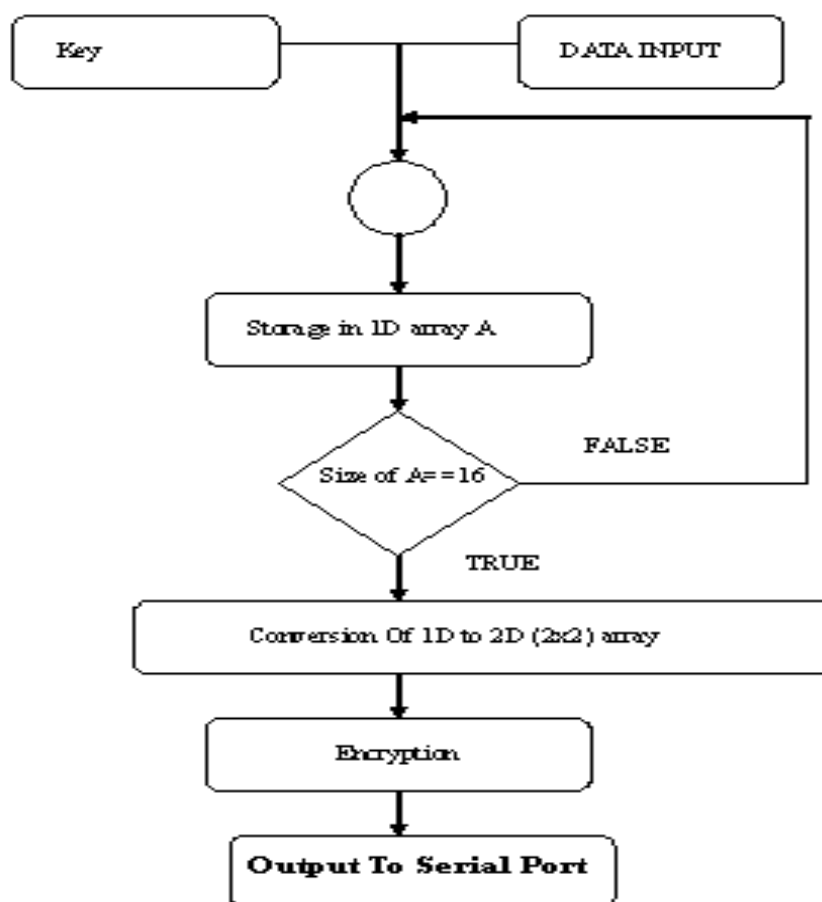 Key
DATA INPUT
Storage in 1D array A
Size of A==16
FALSE
TRUE
Conversion Of 1D to 2D (2x2) array
Encryption
Output To Serial Port